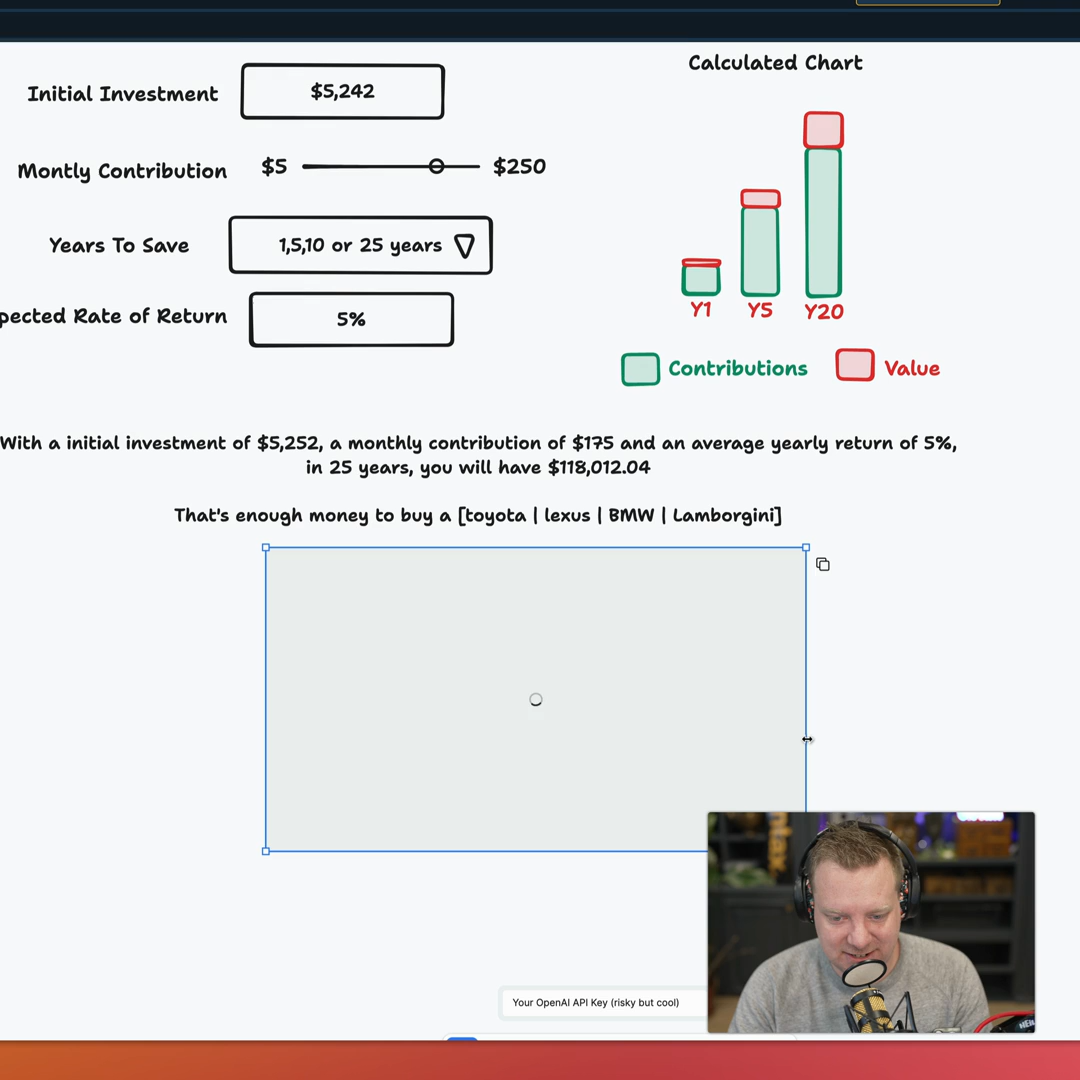 Calculated Chart
Initial Investment
$5,242
Montly Contribution
$5
$250
Years To Save
1,5,10 or 25 years
pected Rate of Return
5%
Y1
Y5
Y20
Contributions
Value
With a initial investment of $5,252, a monthly contribution of $175 and an average yearly return of 5%,
in 25 years, you will have $118,012.04
That's enough money to buy a [toyota | lexus | BMW | Lamborgini]
Your OpenAI API Key (risky but cool)